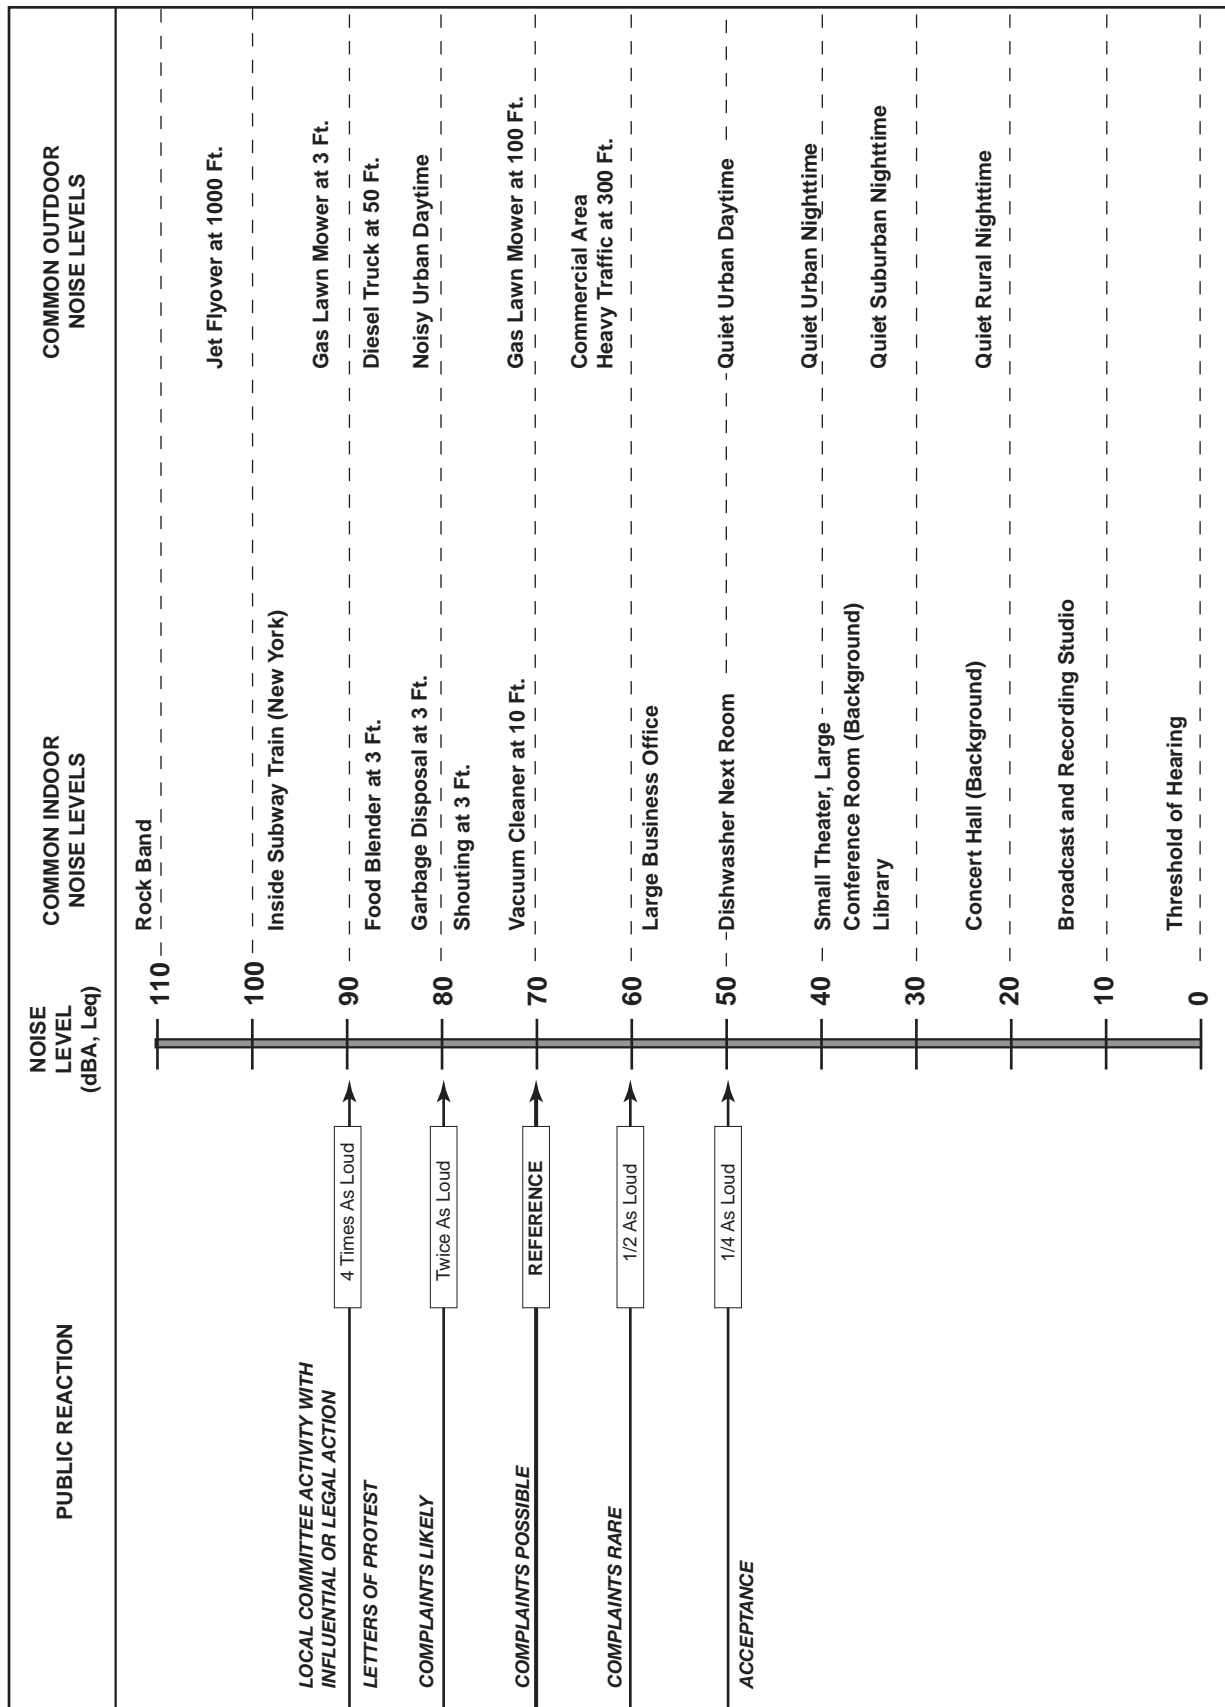 PUBLIC REACTION
NOISE
LEVEL
(dBA, Leq)
COMMON INDOOR
NOISE LEVELS
COMMON OUTDOOR
NOISE LEVELS
LOCAL COMMITTEE ACTIVITY WITH
INFLUENTIAL OR LEGAL ACTION
LETTERS OF PROTEST
COMPLAINTS LIKELY
COMPLAINTS POSSIBLE
COMPLAINTS RARE
ACCEPTANCE
4 Times As Loud
Twice As Loud
REFERENCE
1/2 As Loud
1/4 As Loud
110
100
90
80
70
60
50
40
30
20
10
0
Rock Band
Inside Subway Train (New York)
Food Blender at 3 Ft.
Garbage Disposal at 3 Ft.
Shouting at 3 Ft.
Vacuum Cleaner at 10 Ft.
Large Business Office
Dishwasher Next Room
Small Theater, Large
Conference Room (Background)
Library
Concert Hall (Background)
Broadcast and Recording Studio
Threshold of Hearing
Jet Flyover at 1000 Ft.
Gas Lawn Mower at 3 Ft.
Diesel Truck at 50 Ft.
Noisy Urban Daytime
Gas Lawn Mower at 100 Ft.
Commercial Area
Heavy Traffic at 300 Ft.
Quiet Urban Daytime
Quiet Urban Nighttime
Quiet Suburban Nighttime
Quiet Rural Nighttime